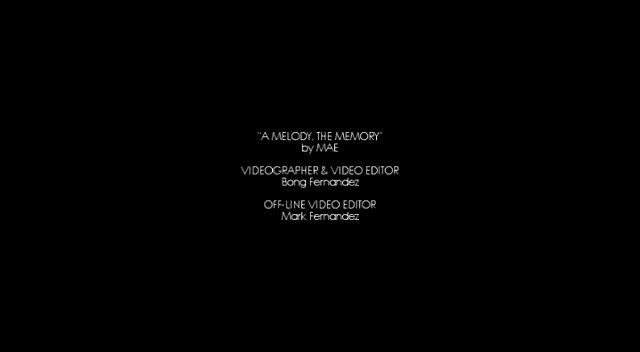 "A MELODY, THE MEMORY"
by MAE
VIDEOGRAPHER & VIDEO EDITOR
Bong Fernandez
OFF-LINE VIDEO EDITOR
Mark Fernandez